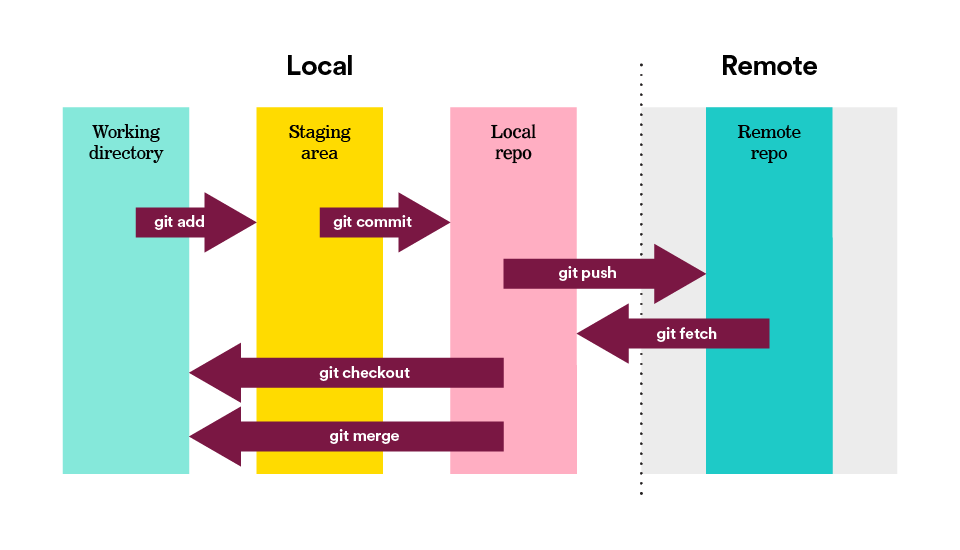 Local
Remote
Working
directory
Staging
area
Local
repo
Remote
repo
git add
git commit
git push
git fetch
git checkout
git merge